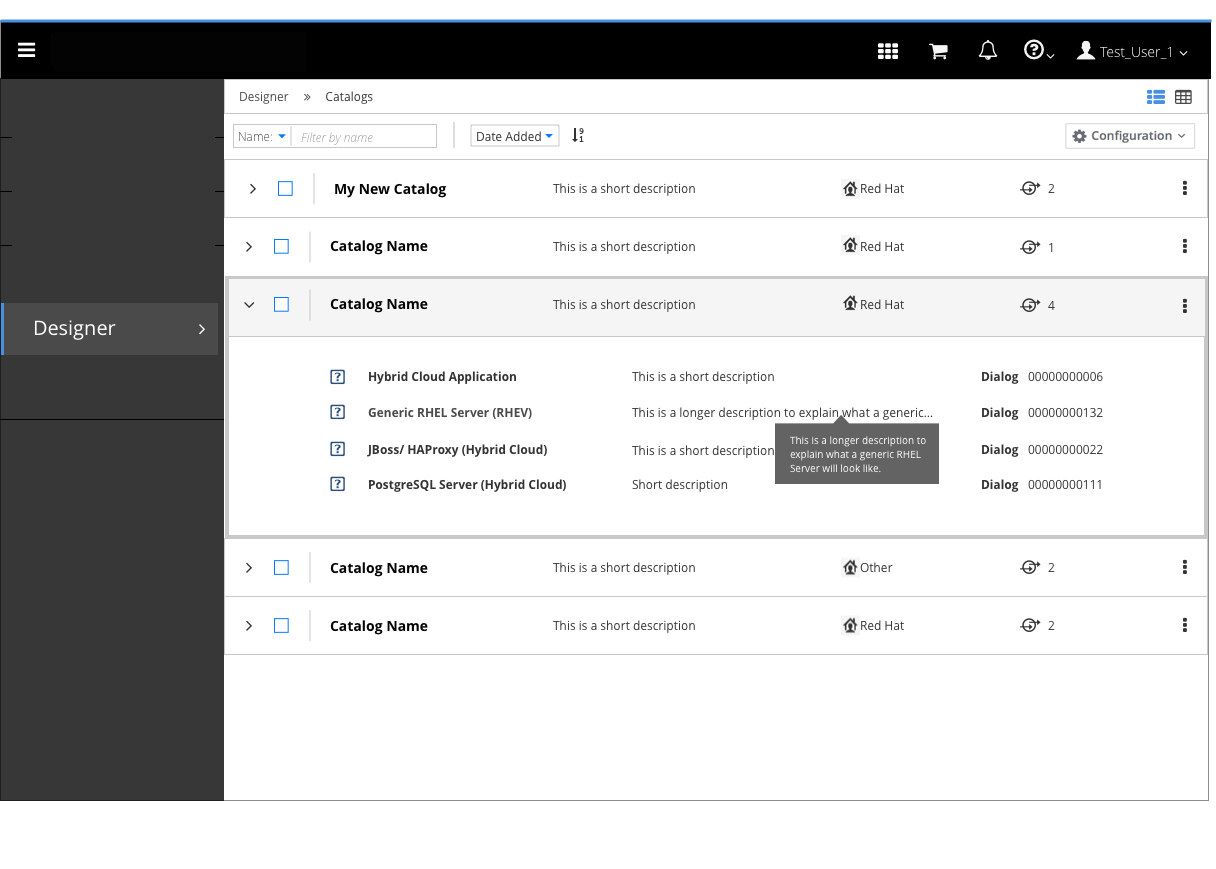 Test_User_1
Designer » Catalogs
Name: Filter by name Date Added Configuration
My New Catalog This is a short description Red Hat 2
Catalog Name This is a short description Red Hat 1
Catalog Name This is a short description Red Hat 4
Designer
Hybrid Cloud Application This is a short description Dialog 00000000006
Generic RHEL Server (RHEV) This is a longer description to explain what a generic... Dialog 00000000132
This is a longer description to
explain what a generic RHEL
Server will look like.
JBoss/ HAProxy (Hybrid Cloud) This is a short description Dialog 00000000022
PostgreSQL Server (Hybrid Cloud) Short description Dialog 00000000111
Catalog Name This is a short description Other 2
Catalog Name This is a short description Red Hat 2